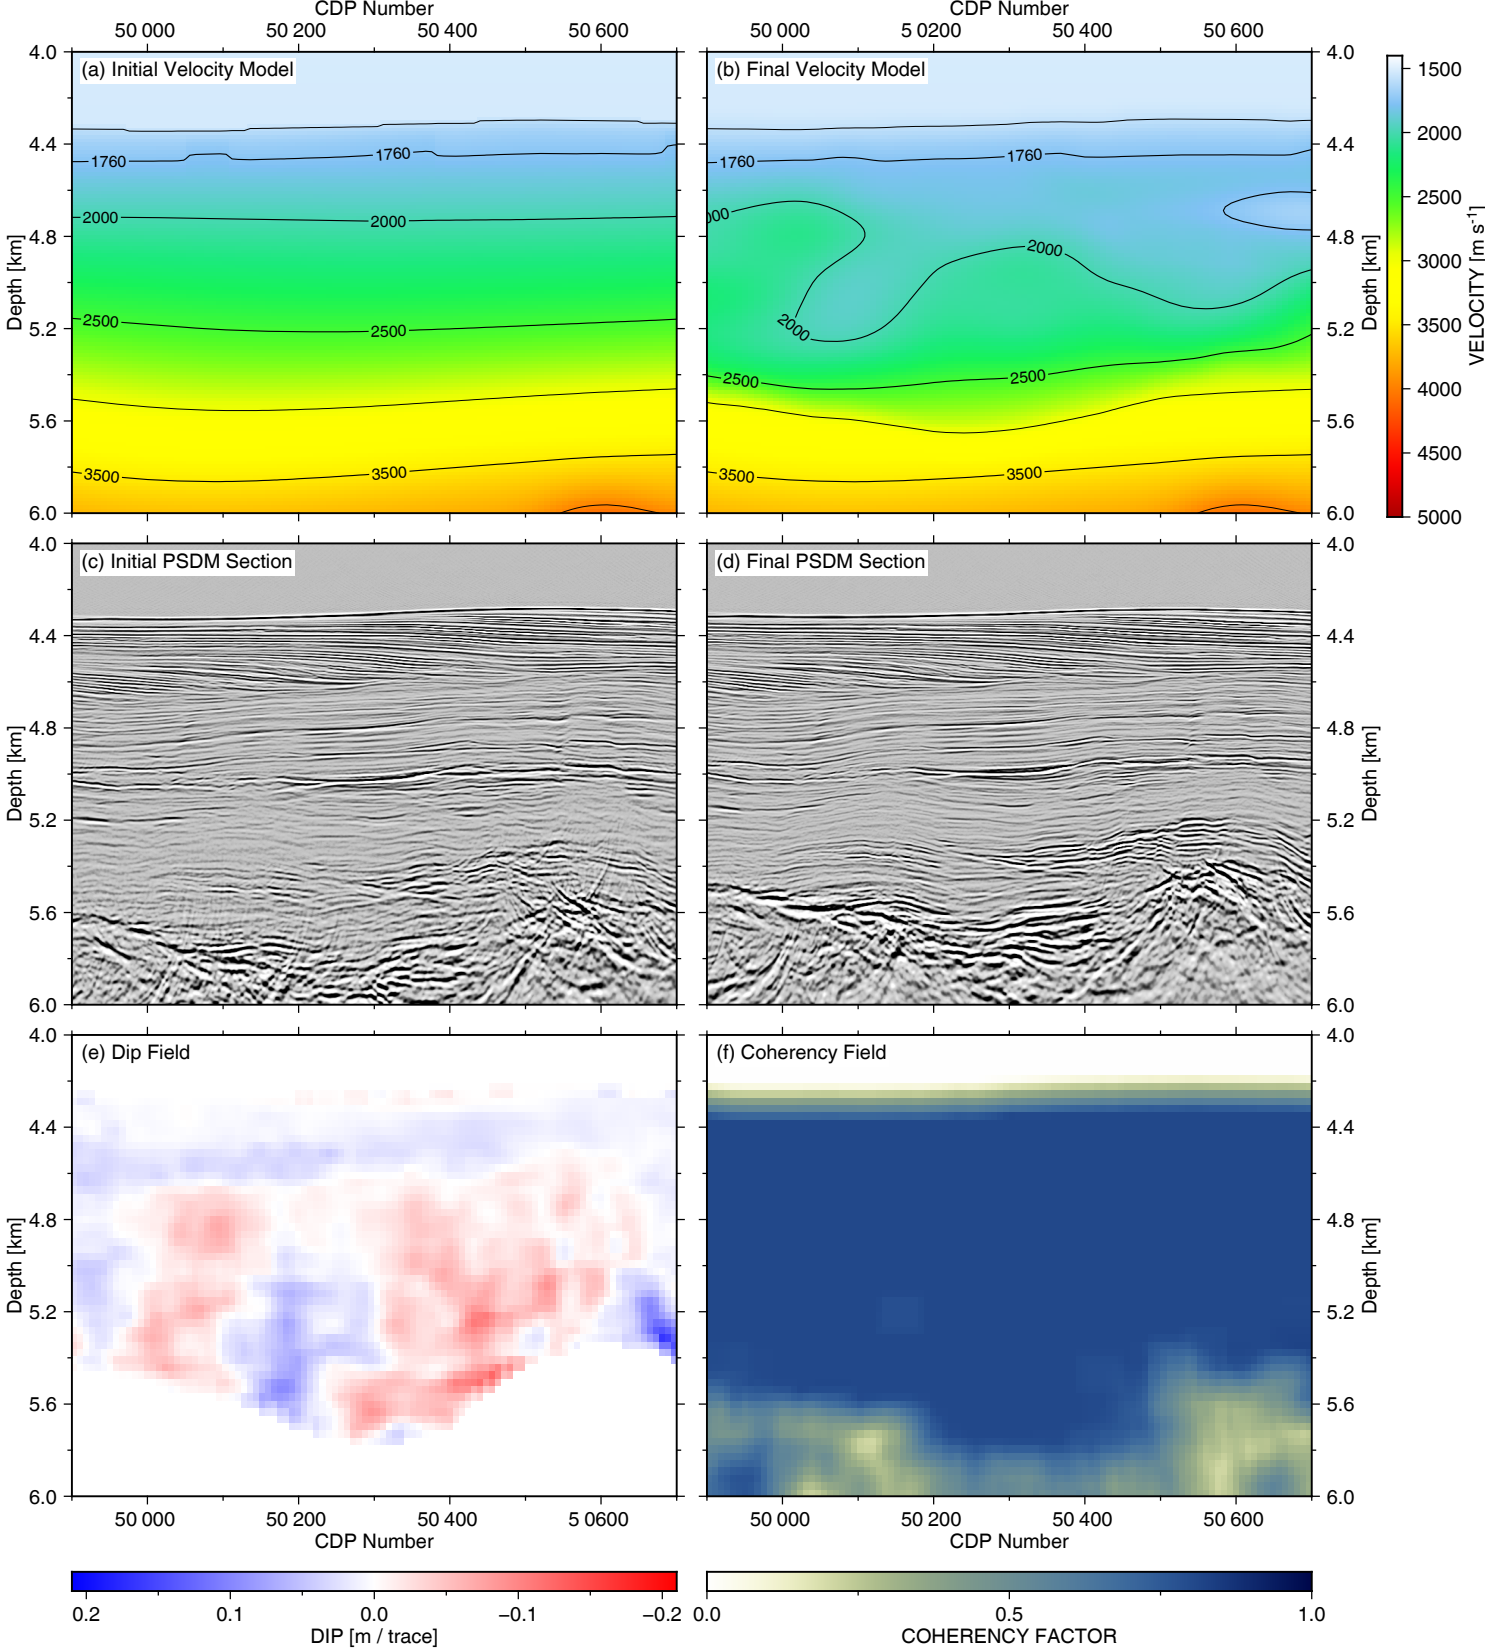 CDP Number CDP Number
50 000 50 200 50 400 50 600 50 000 5 0200 50 400 50 600
4.0 4.0
(a) Initial Velocity Model (b) Final Velocity Model
1500
4.4 4.4
1760 1760 1760 1760
2000
2000 2000 000
4.8 4.8
2000
2500
Depth [km] Depth [km] VELOCITY [m s-1]
3000
5.2 5.2
2500 2500 2000
3500
2500 2500
4000
5.6 5.6
4500
3500 3500 3500 3500
6.0 6.0 5000
4.0 4.0
(c) Initial PSDM Section (d) Final PSDM Section
4.4 4.4
4.8 4.8
Depth [km] Depth [km]
5.2 5.2
5.6 5.6
6.0 6.0
4.0 4.0
(e) Dip Field (f) Coherency Field
4.4 4.4
4.8 4.8
Depth [km] Depth [km]
5.2 5.2
5.6 5.6
6.0 6.0
50 000 50 200 50 400 5 0600 50 000 50 200 50 400 50 600
CDP Number CDP Number
0.2 0.1 0.0 −0.1 −0.2 0.0 0.5 1.0
DIP [m / trace] COHERENCY FACTOR